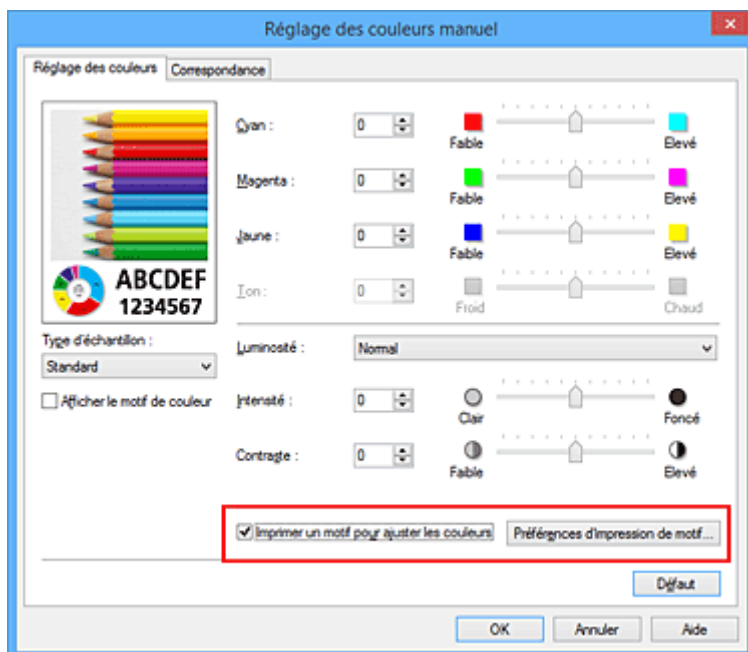 Réglage des couleurs manuel
Réglage des couleurs
Correspondance
Cyan :
0
Faible
Elevé
Magenta :
0
Faible
Elevé
Jaune :
0
Faible
Elevé
Ton :
0
Froid
Chaud
ABCDEF
1234567
Type d'échantillon :
Standard
Afficher le motif de couleur
Luminosité :
Normal
Intensité :
0
Clair
Foncé
Contraste :
0
Faible
Elevé
Imprimer un motif pour ajuster les couleurs
Préférences d'impression de motif...
Défaut
OK
Annuler
Aide